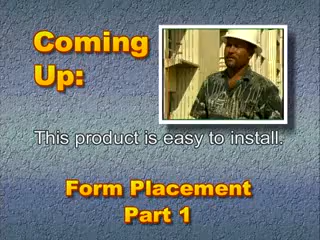 Coming
Up:
This product is easy to install.
Form Placement
Part 1